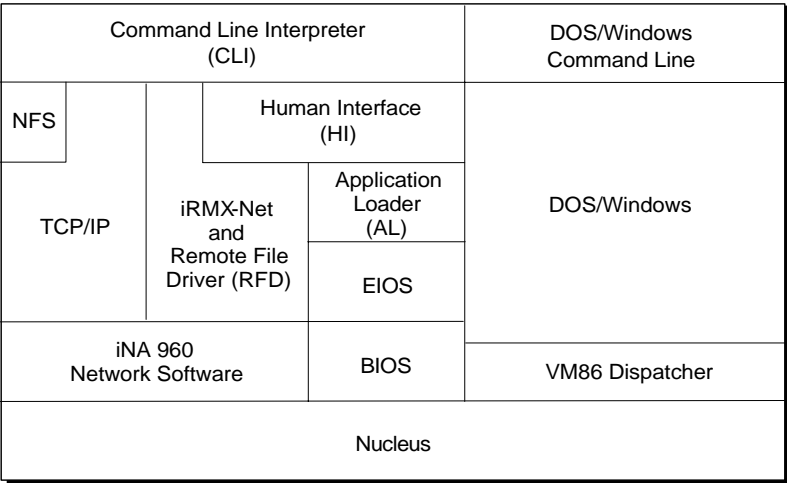 Command Line Interpreter
(CLI)
DOS/Windows
Command Line
NFS
Human Interface
(HI)
TCP/IP
iRMX-Net
and
Remote File
Driver (RFD)
Application
Loader
(AL)
DOS/Windows
EIOS
iNA 960
Network Software
BIOS
VM86 Dispatcher
Nucleus